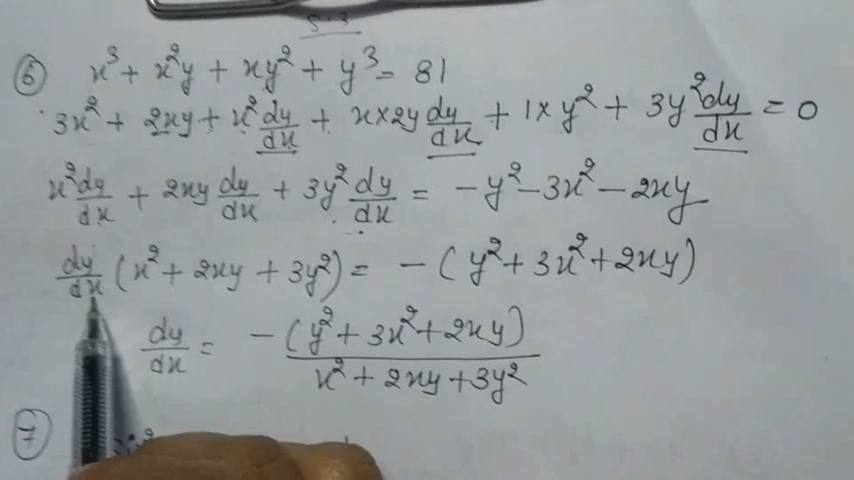 5.3
⑥ x³ + x²y + xy² + y³ = 81
3x² + 2xy + x² dy/dx + x×2y dy/dx + 1×y² + 3y² dy/dx = 0
x² dy/dx + 2xy dy/dx + 3y² dy/dx = -y² - 3x² - 2xy
dy/dx (x² + 2xy + 3y²) = -(y² + 3x² + 2xy)
dy/dx = -(y² + 3x² + 2xy) / x² + 2xy + 3y²
⑦